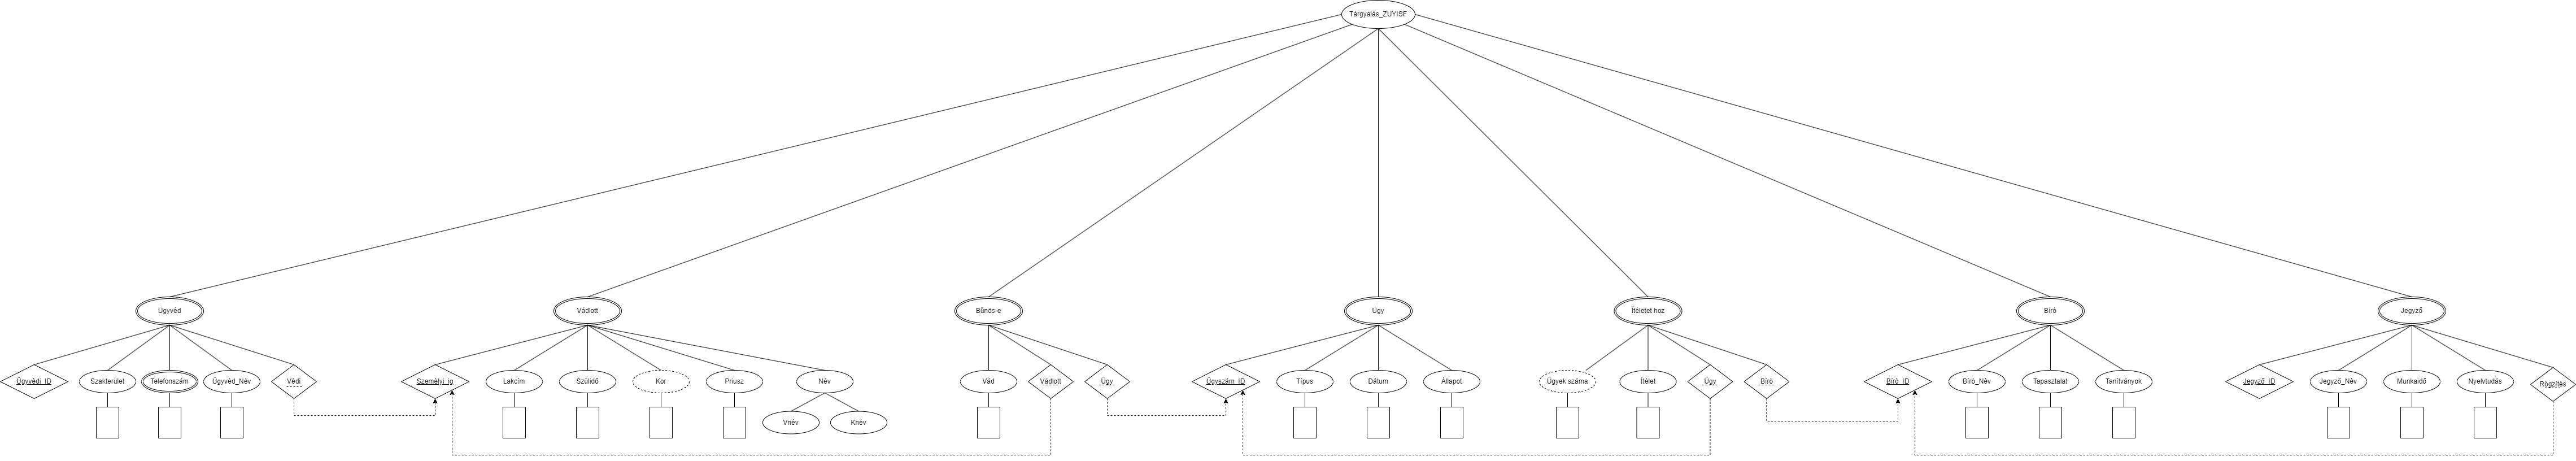 Tárgyalás_ZUYISF
Ügyvéd
Vádlott
Bűnös-e
Ügy
Ítéletet hoz
Bíró
Jegyző
Ügyvédi_ID
Szakterület
Telefonszám
Ügyvéd_Név
Védi
Személyi_ig
Lakcím
Szülidő
Kor
Priusz
Név
Vád
Vádlott
Ügy
Ügyszám_ID
Típus
Dátum
Állapot
Ügyek száma
Ítélet
Ügy
Bíró
Bíró_ID
Bíró_Név
Tapasztalat
Tanítványok
Jegyző_ID
Jegyző_Név
Munkaidő
Nyelvtudás
Rögzítés
Vnév
Knév